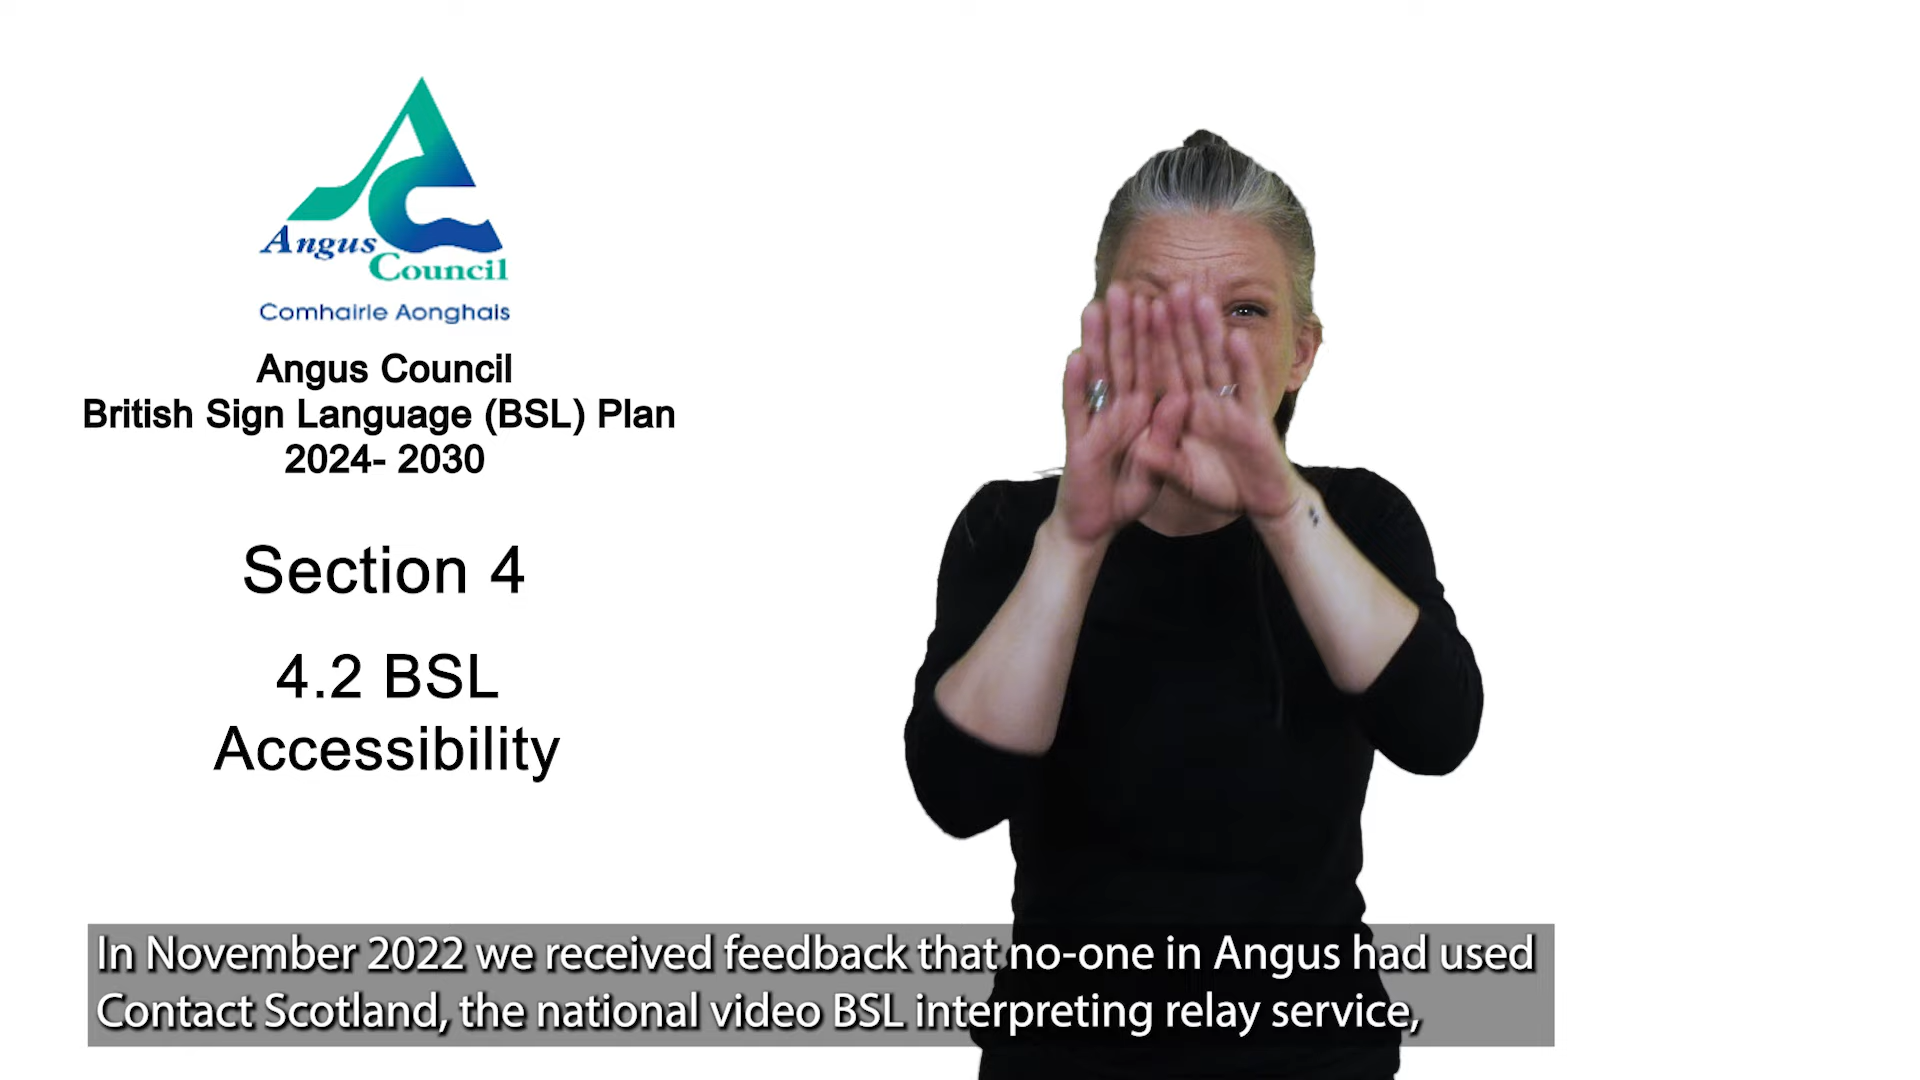 Angus
Council
Comhairle Aonghais
Angus Council
British Sign Language (BSL) Plan
2024- 2030
Section 4
4.2 BSL
Accessibility
In November 2022 we received feedback that no-one in Angus had used
Contact Scotland, the national video BSL interpreting relay service,